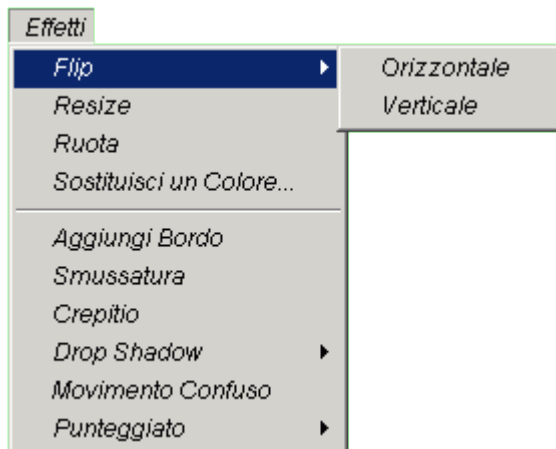 Effetti
Flip
Orizzontale
Resize
Verticale
Ruota
Sostituisci un Colore...
Aggiungi Bordo
Smussatura
Crepitio
Drop Shadow
Movimento Confuso
Punteggiato